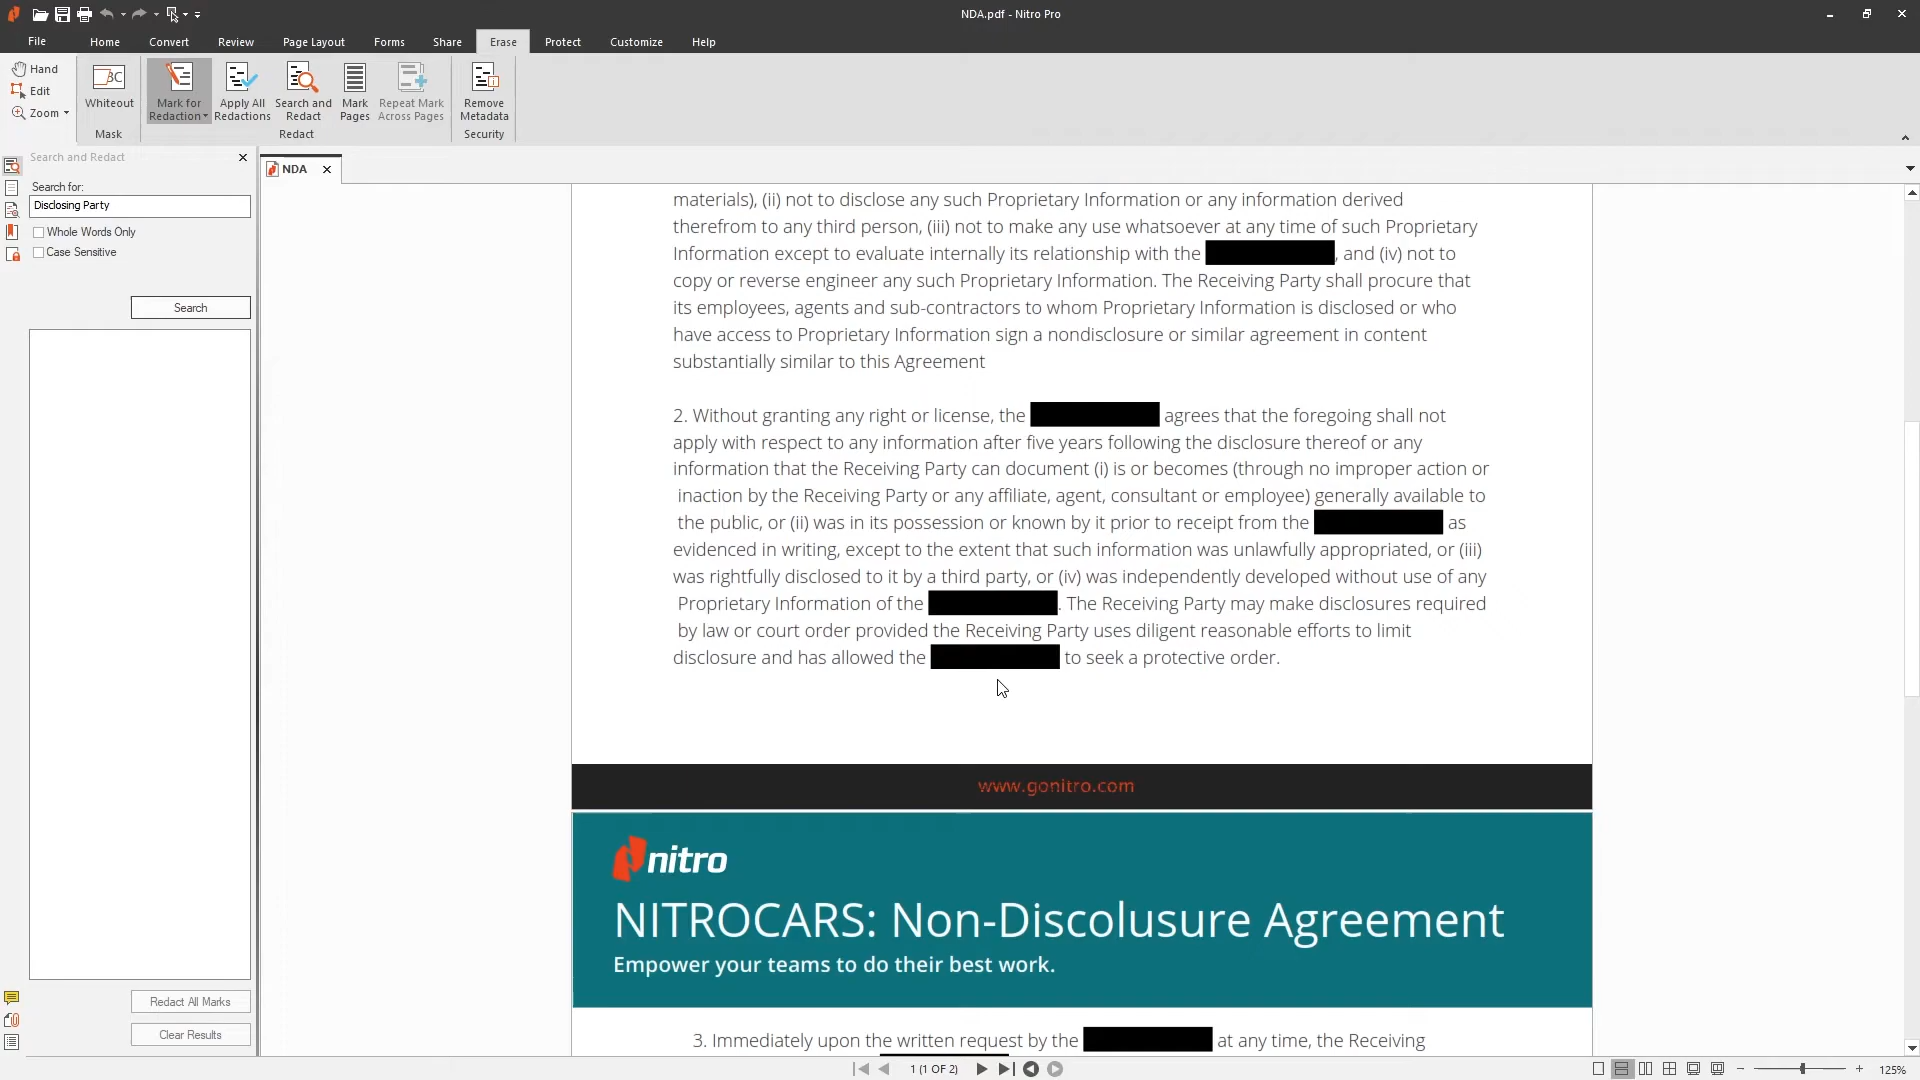 NDA.pdf - Nitro Pro
File Home Convert Review Page Layout Forms Share Erase Protect Customize Help
Hand
Edit
Zoom
Whiteout
Mask
Mark for
Redaction
Apply All
Redactions
Search and
Redact
Mark
Pages
Repeat Mark
Across Pages
Redact
Remove
Metadata
Security
Search and Redact
Search for:
Disclosing Party
Whole Words Only
Case Sensitive
Search
Redact All Marks
Clear Results
NDA
materials), (ii) not to disclose any such Proprietary Information or any information derived
therefrom to any third person, (iii) not to make any use whatsoever at any time of such Proprietary
Information except to evaluate internally its relationship with the , and (iv) not to
copy or reverse engineer any such Proprietary Information. The Receiving Party shall procure that
its employees, agents and sub-contractors to whom Proprietary Information is disclosed or who
have access to Proprietary Information sign a nondisclosure or similar agreement in content
substantially similar to this Agreement
2. Without granting any right or license, the agrees that the foregoing shall not
apply with respect to any information after five years following the disclosure thereof or any
information that the Receiving Party can document (i) is or becomes (through no improper action or
inaction by the Receiving Party or any affiliate, agent, consultant or employee) generally available to
the public, or (ii) was in its possession or known by it prior to receipt from the as
evidenced in writing, except to the extent that such information was unlawfully appropriated, or (iii)
was rightfully disclosed to it by a third party, or (iv) was independently developed without use of any
Proprietary Information of the . The Receiving Party may make disclosures required
by law or court order provided the Receiving Party uses diligent reasonable efforts to limit
disclosure and has allowed the to seek a protective order.
www.gonitro.com
nitro
NITROCARS: Non-Discolusure Agreement
Empower your teams to do their best work.
3. Immediately upon the written request by the at any time, the Receiving
1 (1 OF 2)
125%